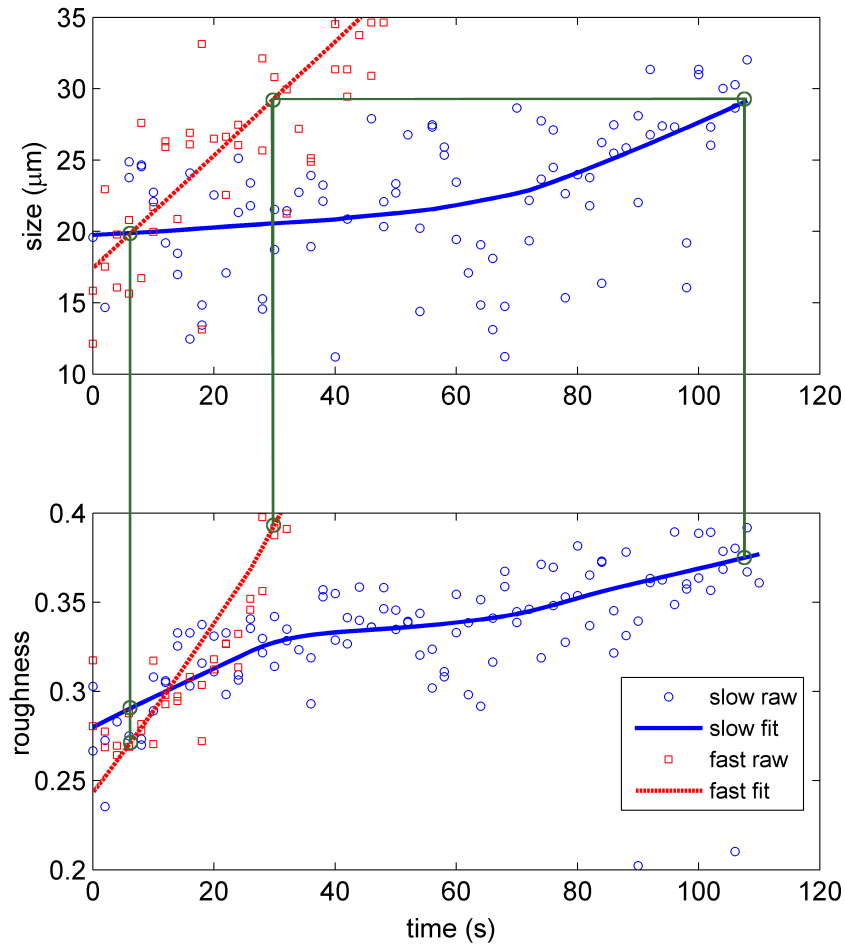 35
30
25
20
15
10
size (μm)
0 20 40 60 80 100 120
0.4
0.35
0.3
0.25
0.2
roughness
slow raw
slow fit
fast raw
fast fit
0 20 40 60 80 100 120
time (s)